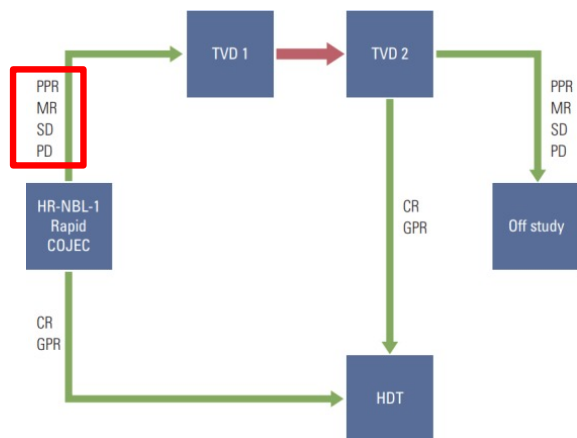 TVD 1
TVD 2
PPR
MR
SD
PD
PPR
MR
SD
PD
HR-NBL-1
Rapid
COJEC
CR
GPR
Off study
CR
GPR
HDT